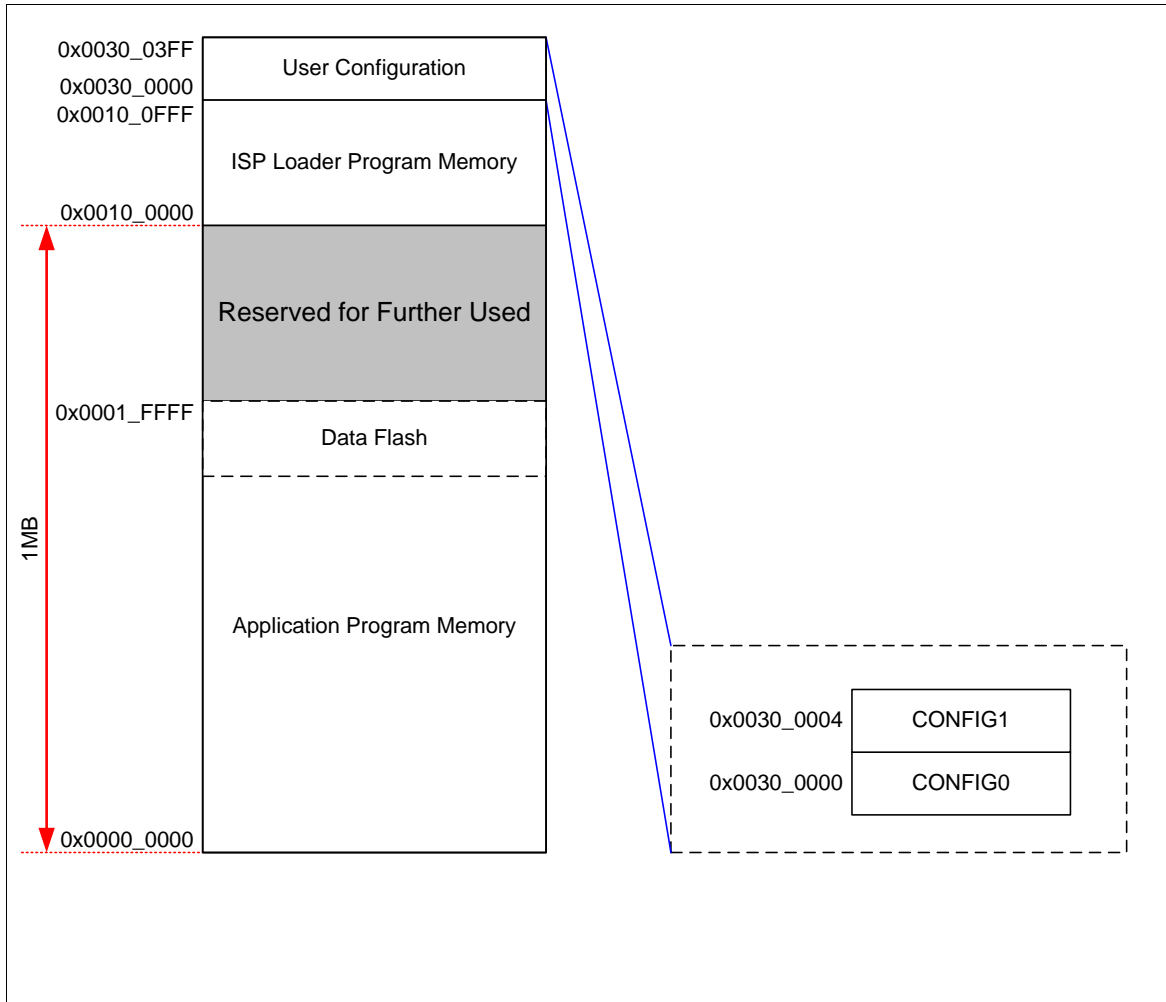 0x0030_03FF
User Configuration
0x0030_0000
0x0010_0FFF
ISP Loader Program Memory
0x0010_0000
Reserved for Further Used
0x0001_FFFF
Data Flash
1MB
Application Program Memory
0x0000_0000
0x0030_0004
CONFIG1
0x0030_0000
CONFIG0